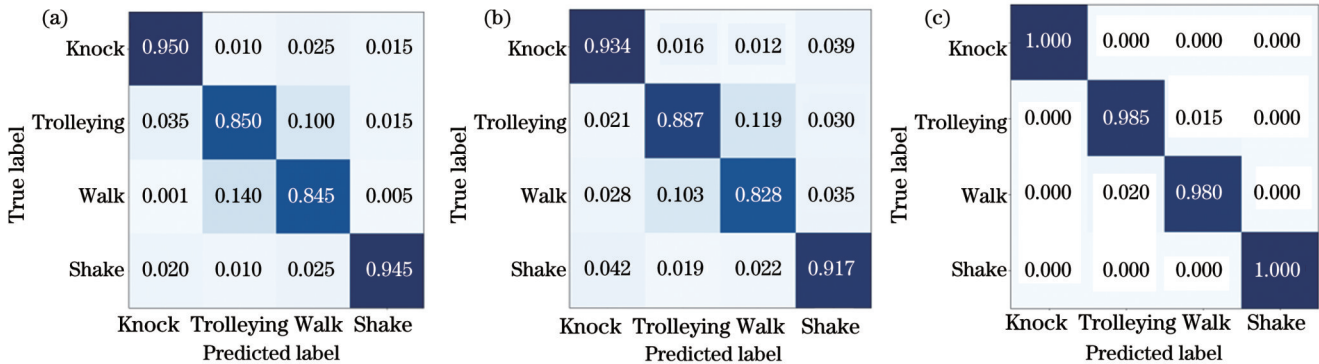 (a)
True label
Knock 0.950 0.010 0.025 0.015
Trolleying 0.035 0.850 0.100 0.015
Walk 0.001 0.140 0.845 0.005
Shake 0.020 0.010 0.025 0.945
Knock Trolleying Walk Shake
Predicted label
(b)
True label
Knock 0.934 0.016 0.012 0.039
Trolleying 0.021 0.887 0.119 0.030
Walk 0.028 0.103 0.828 0.035
Shake 0.042 0.019 0.022 0.917
Knock Trolleying Walk Shake
Predicted label
(c)
True label
Knock 1.000 0.000 0.000 0.000
Trolleying 0.000 0.985 0.015 0.000
Walk 0.000 0.020 0.980 0.000
Shake 0.000 0.000 0.000 1.000
Knock Trolleying Walk Shake
Predicted label